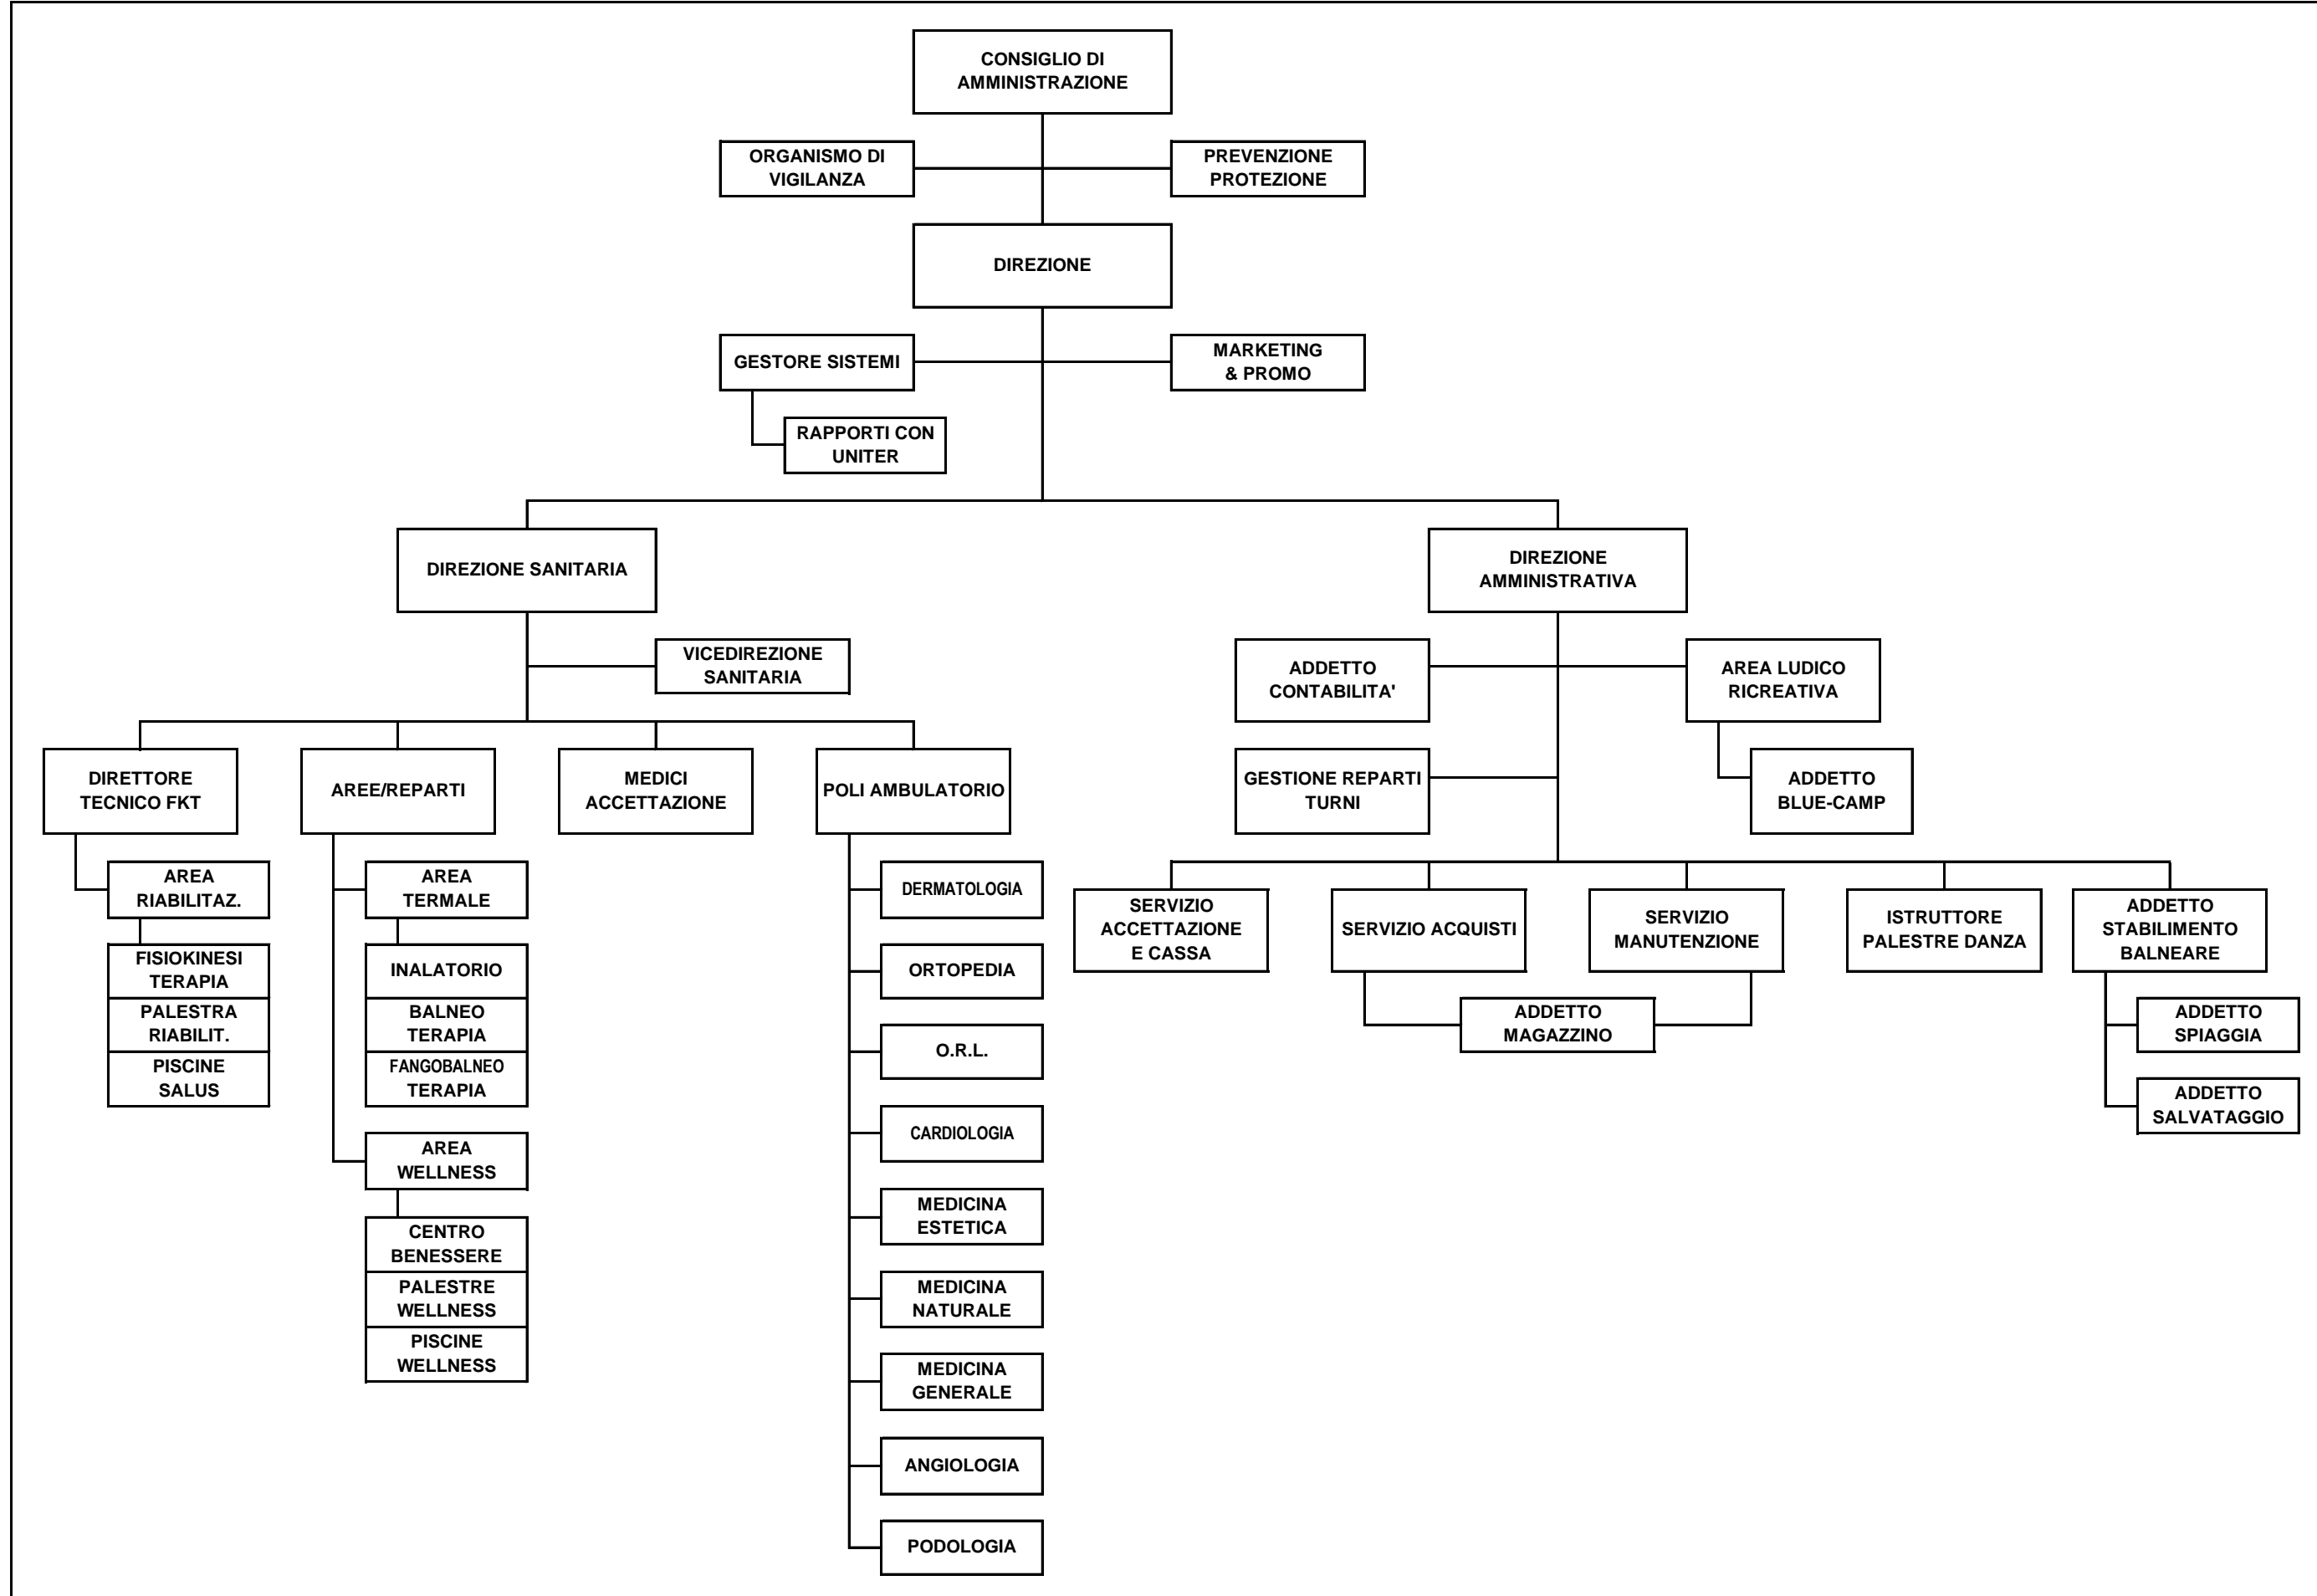 CONSIGLIO DI
AMMINISTRAZIONE
ORGANISMO DI
VIGILANZA
PREVENZIONE
PROTEZIONE
DIREZIONE
GESTORE SISTEMI
MARKETING
& PROMO
RAPPORTI CON
UNITER
DIREZIONE SANITARIA
DIREZIONE
AMMINISTRATIVA
VICEDIREZIONE
SANITARIA
ADDETTO
CONTABILITA'
AREA LUDICO
RICREATIVA
DIRETTORE
TECNICO FKT
AREE/REPARTI
MEDICI
ACCETTAZIONE
POLI AMBULATORIO
GESTIONE REPARTI
TURNI
ADDETTO
BLUE-CAMP
AREA
RIABILITAZ.
FISIOKINESI
TERAPIA
PALESTRA
RIABILIT.
PISCINE
SALUS
AREA
TERMALE
INALATORIO
BALNEO
TERAPIA
FANGOBALNEO
TERAPIA
AREA
WELLNESS
CENTRO
BENESSERE
PALESTRE
WELLNESS
PISCINE
WELLNESS
DERMATOLOGIA
ORTOPEDIA
O.R.L.
CARDIOLOGIA
MEDICINA
ESTETICA
MEDICINA
NATURALE
MEDICINA
GENERALE
ANGIOLOGIA
PODOLOGIA
SERVIZIO
ACCETTAZIONE
E CASSA
SERVIZIO ACQUISTI
SERVIZIO
MANUTENZIONE
ISTRUTTORE
PALESTRE DANZA
ADDETTO
STABILIMENTO
BALNEARE
ADDETTO
MAGAZZINO
ADDETTO
SPIAGGIA
ADDETTO
SALVATAGGIO